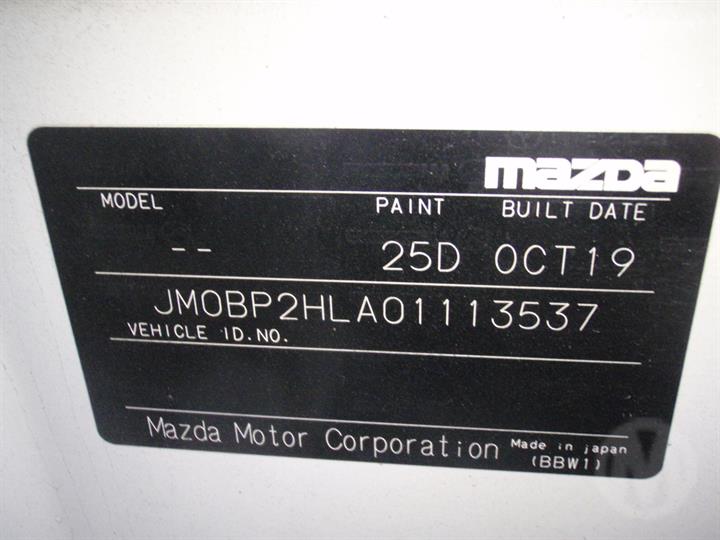 mazda
MODEL PAINT BUILT DATE
-- 25D OCT19
JM0BP2HLA01113537
VEHICLE ID.NO.
Mazda Motor Corporation Made in japan
(BBW1)
M